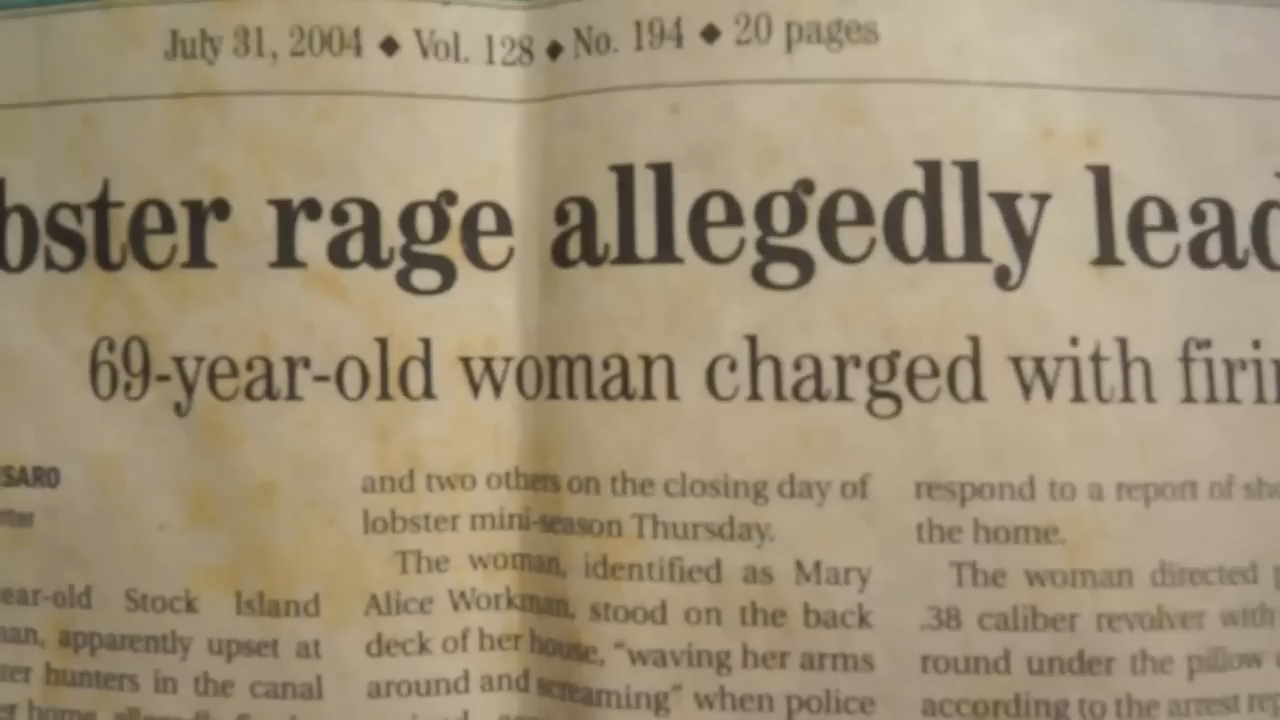 July 31, 2004 ◆ Vol. 128 ◆ No. 194 ◆ 20 pages
bster rage allegedly lead
69-year-old woman charged with firin
SARO
ear-old Stock Island
an, apparently upset at
er hunters in the canal
and two others on the closing day of
lobster mini-season Thursday.
The woman, identified as Mary
Alice Workman, stood on the back
deck of her house, "waving her arms
around and screaming" when police
respond to a report of sh
the home.
The woman directed
.38 caliber revolver with
round under the pillow
according to the arrest rep